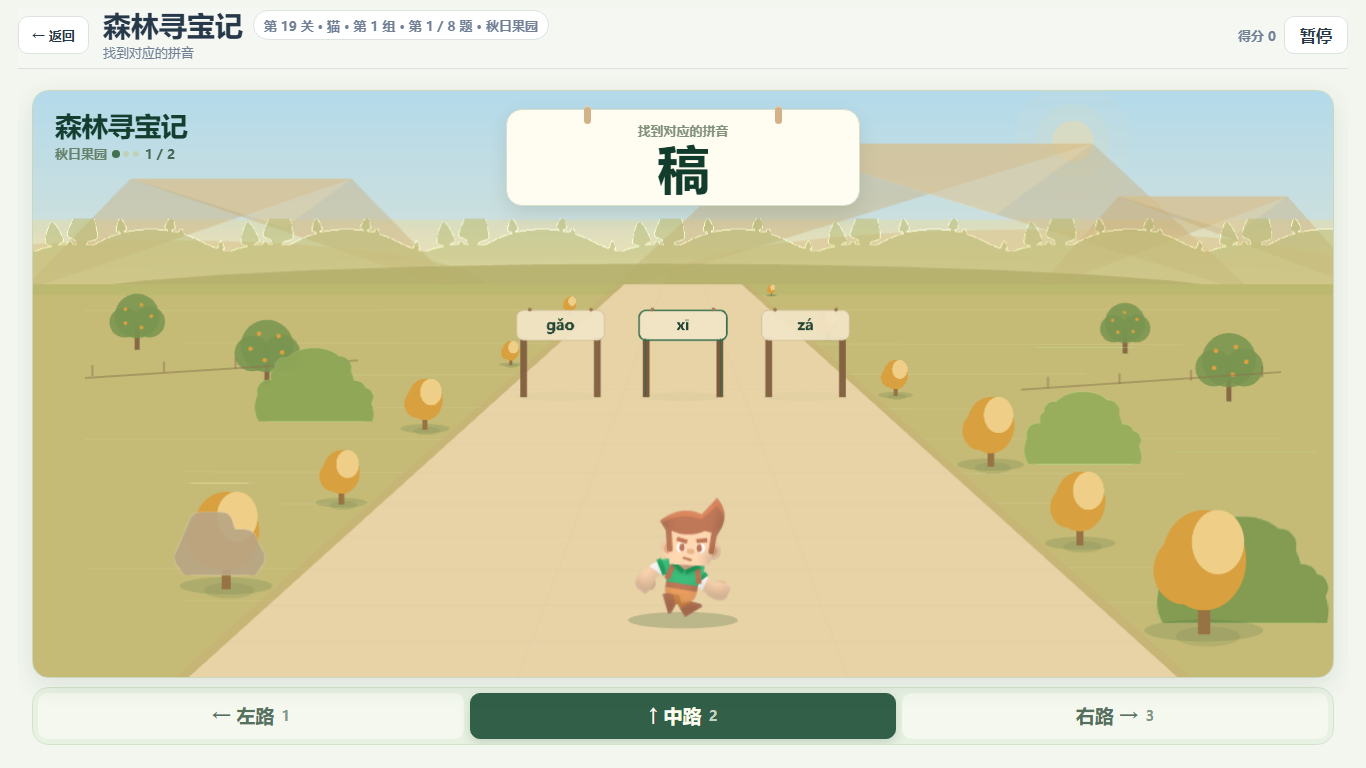 ← 返回
森林寻宝记
第 19 关 • 猫 • 第 1 组 • 第 1 / 8 题 • 秋日果园
找到对应的拼音
得分 0
暂停
森林寻宝记
秋日果园 1 / 2
找到对应的拼音
稿
gǎo
xī
zá
← 左路 1
↑ 中路 2
右路 → 3